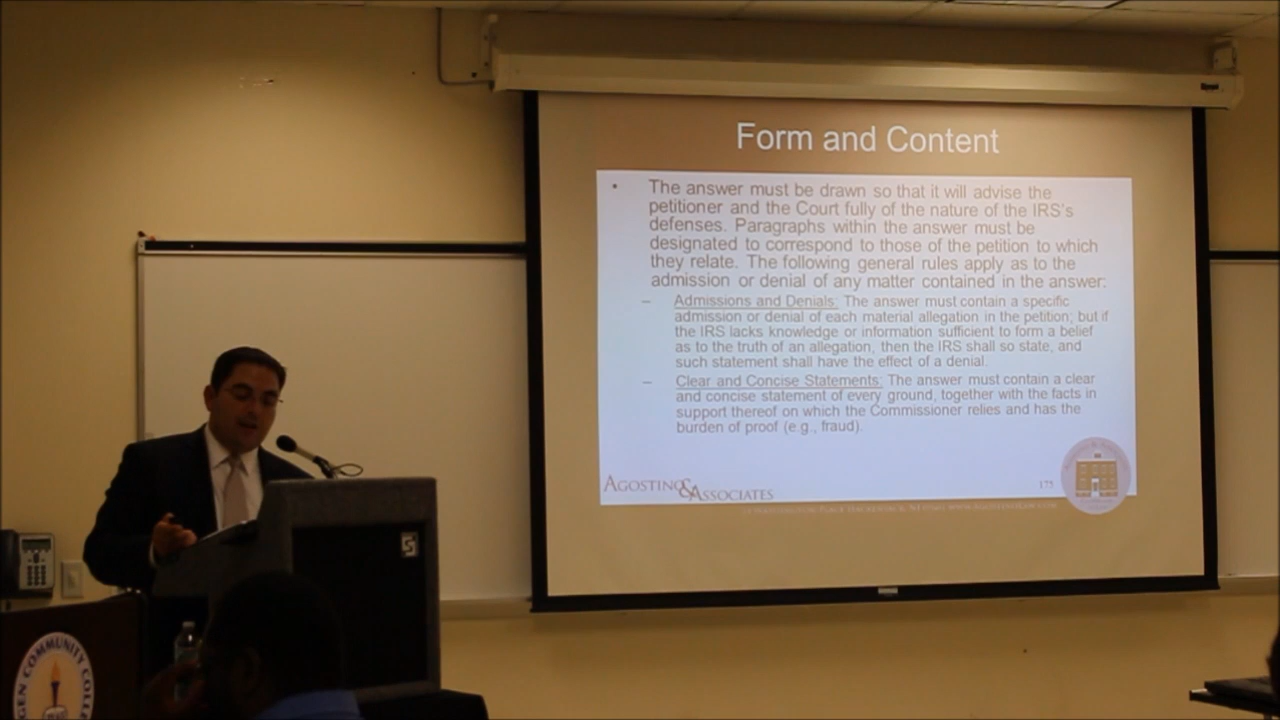 Form and Content
• The answer must be drawn so that it will advise the
petitioner and the Court fully of the nature of the IRS's
defenses. Paragraphs within the answer must be
designated to correspond to those of the petition to which
they relate. The following general rules apply as to the
admission or denial of any matter contained in the answer:
– Admissions and Denials: The answer must contain a specific
admission or denial of each material allegation in the petition; but if
the IRS lacks knowledge or information sufficient to form a belief
as to the truth of an allegation, then the IRS shall so state, and
such statement shall have the effect of a denial.
– Clear and Concise Statements: The answer must contain a clear
and concise statement of every ground, together with the facts in
support thereof on which the Commissioner relies and has the
burden of proof (e.g., fraud).
AGOSTINO & ASSOCIATES
175
GEN COMMUNITY COLLE